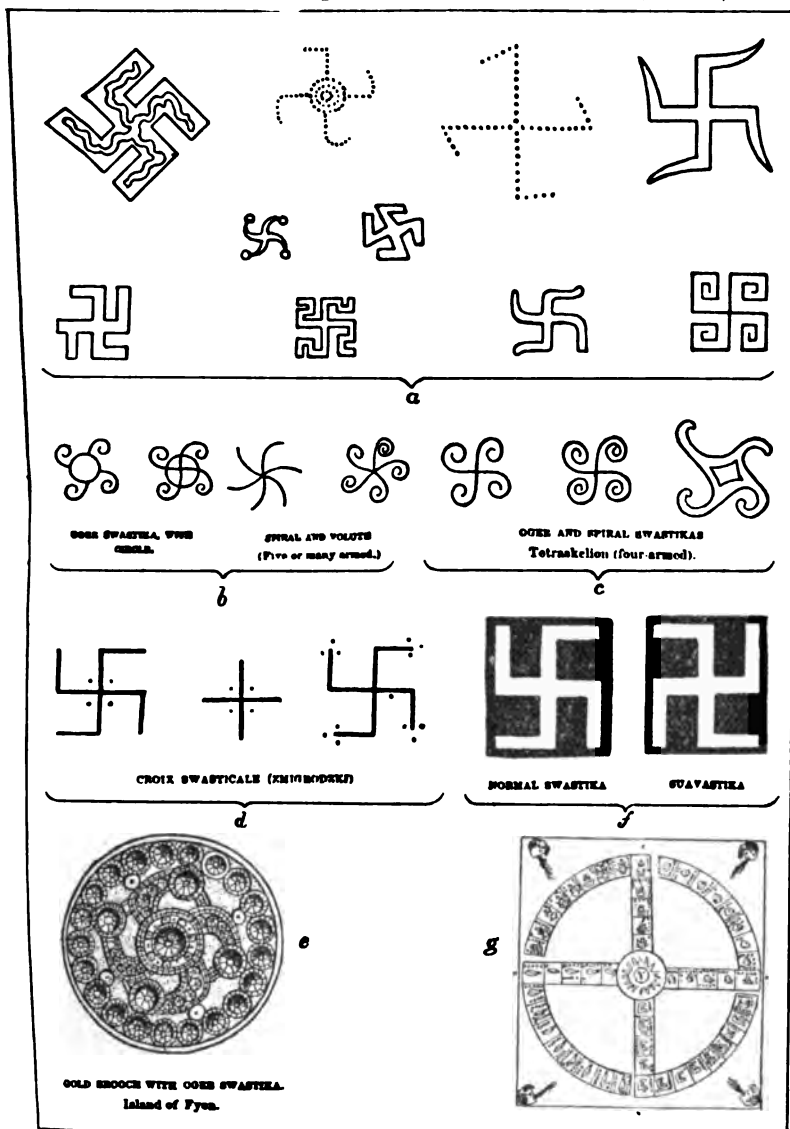 a
OGEE SWASTIKA, WITH
CIRCLE.
SPIRAL AND VOLUTE
(Five or many armed.)
OGEE AND SPIRAL SWASTIKAS
Tetraskelion (four-armed).
b
c
CROIX SWASTICALE (ZMIGRODZKI)
NORMAL SWASTIKA
SUAVASTIKA
d
f
e
g
GOLD BROOCH WITH OGEE SWASTIKA.
Island of Fyen.